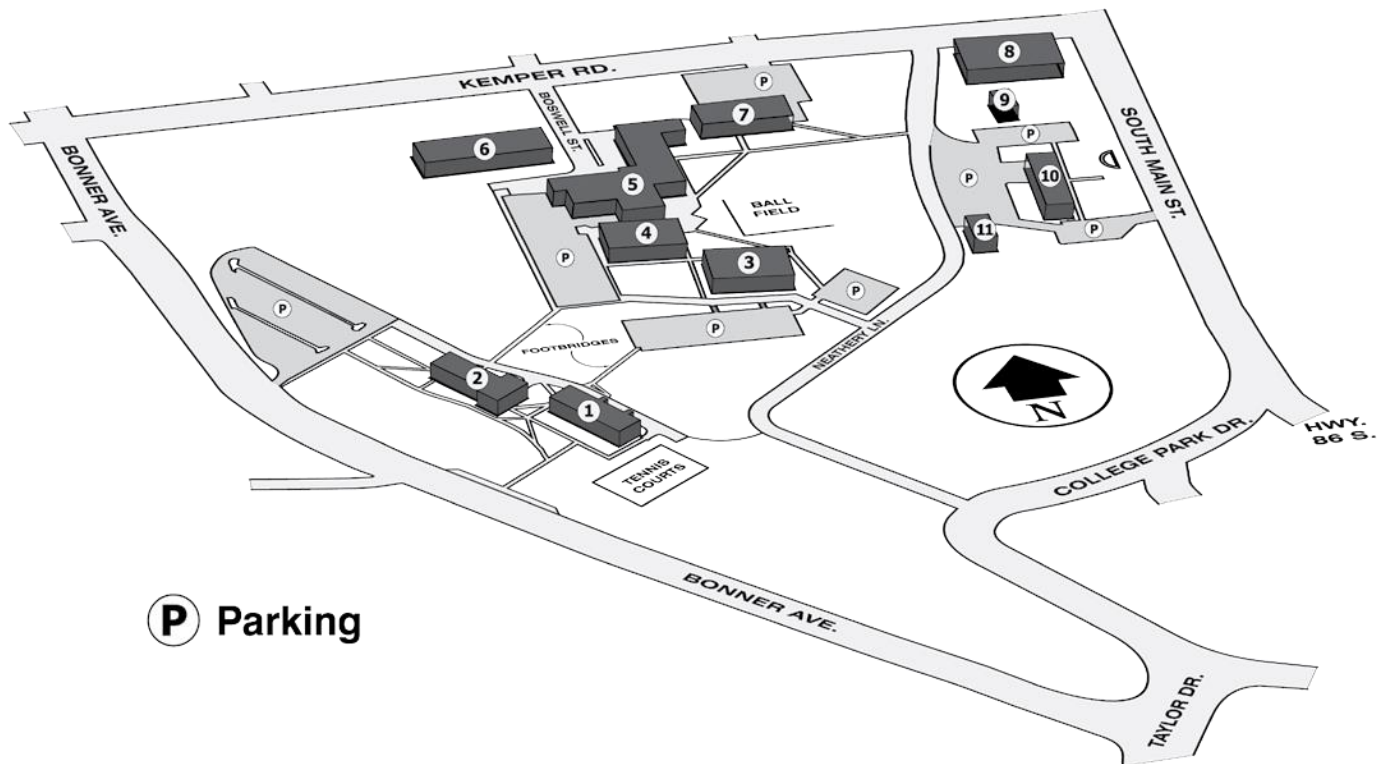 KEMPER RD.
8
P
7
9
BOSWELL ST.
SOUTH MAIN ST.
P
6
BONNER AVE.
5
10
P
BALL
FIELD
P
11
4
P
3
P
P
P
P
NEATHERY LN.
FOOTBRIDGES
2
1
N
HWY.
86 S.
COLLEGE PARK DR.
TENNIS
COURTS
BONNER AVE.
P Parking
TAYLOR DR.